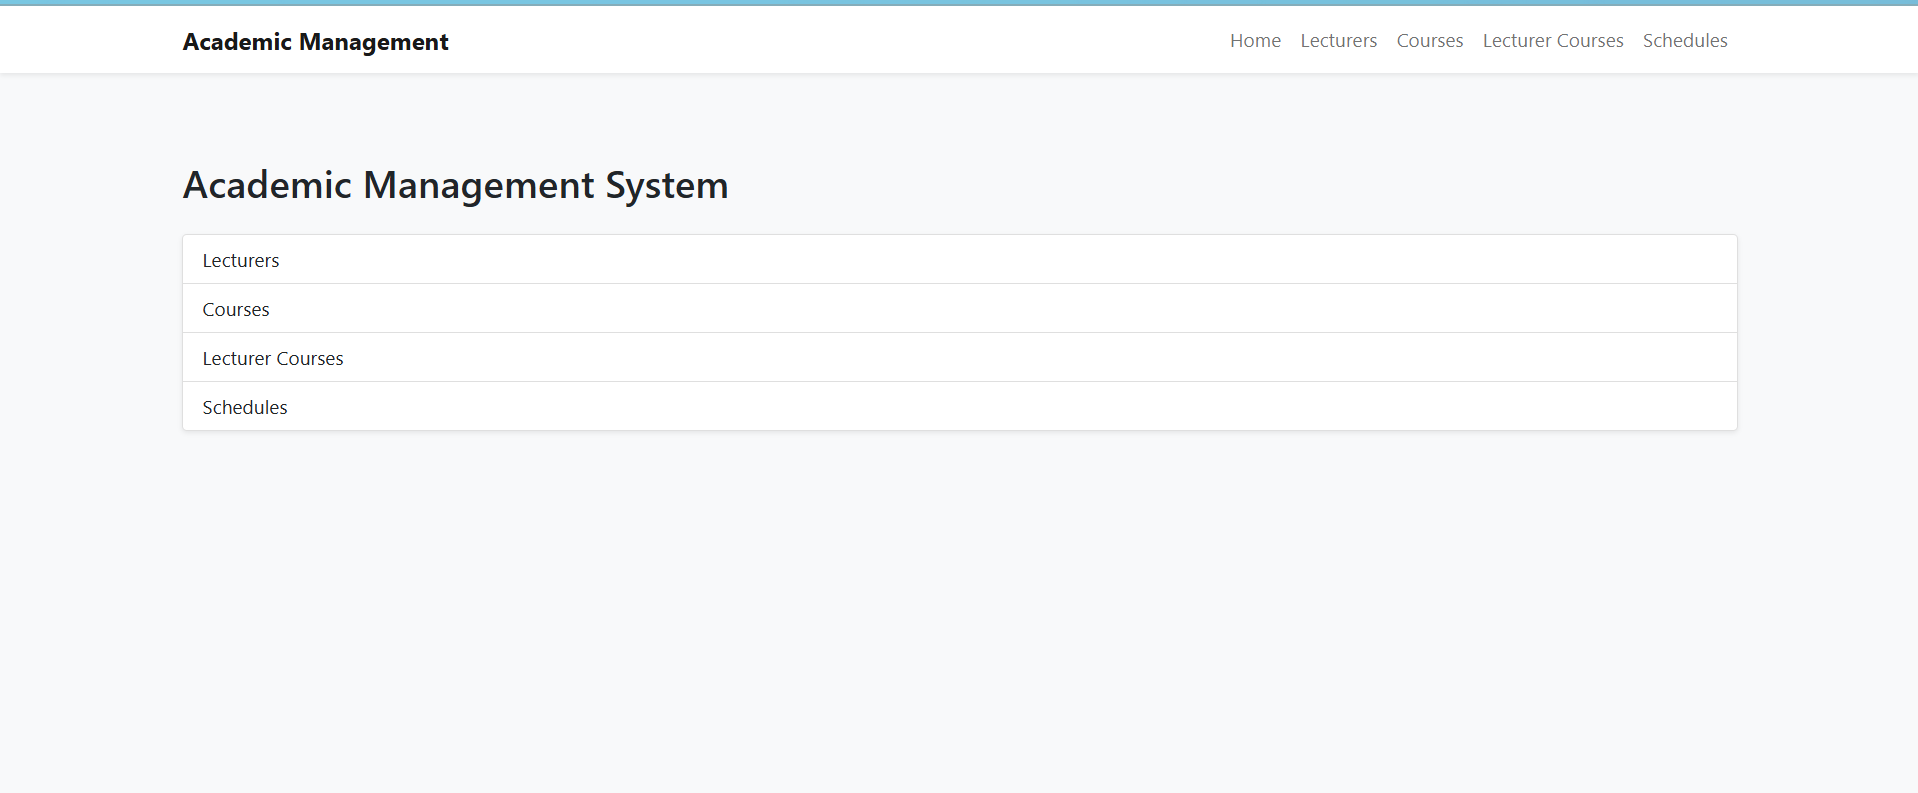 Academic Management
Home Lecturers Courses Lecturer Courses Schedules
Academic Management System
Lecturers
Courses
Lecturer Courses
Schedules